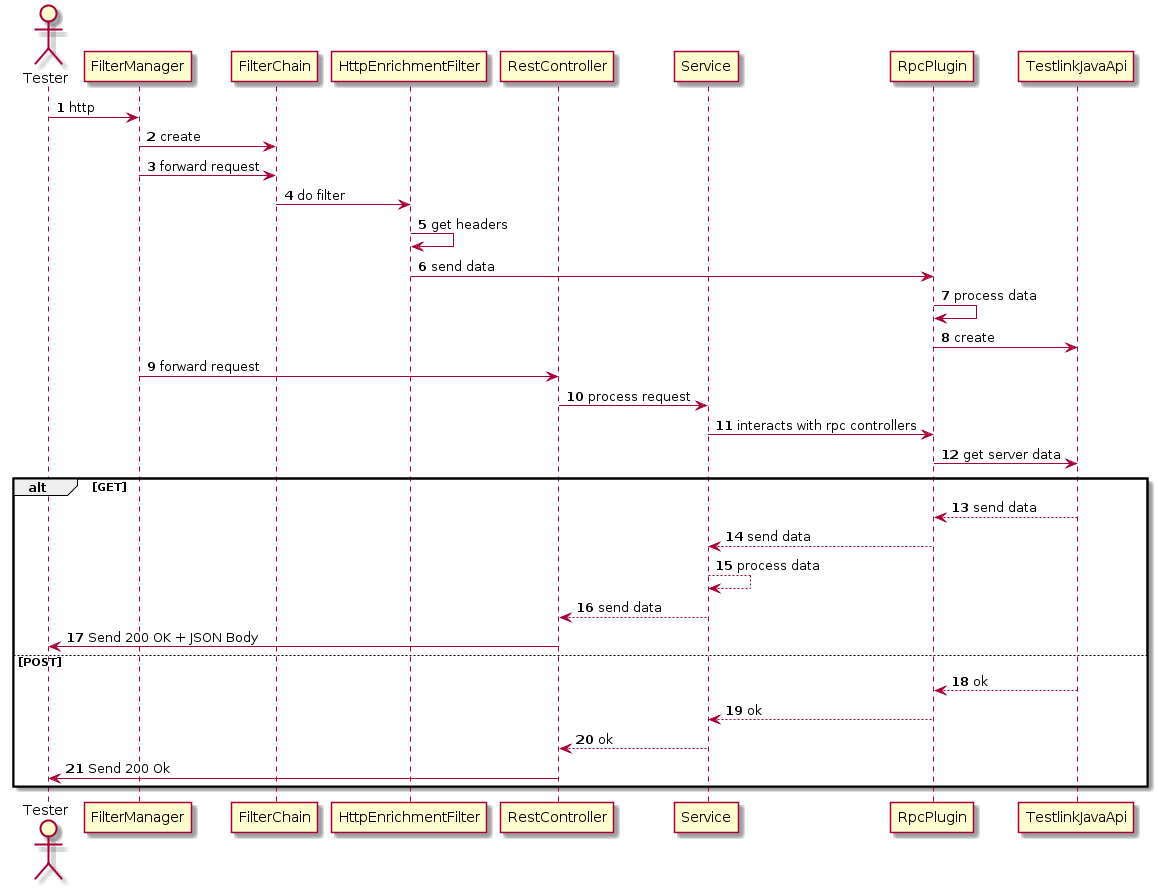 Tester
FilterManager
FilterChain
HttpEnrichmentFilter
RestController
Service
RpcPlugin
TestlinkJavaApi
1 http
2 create
3 forward request
4 do filter
5 get headers
6 send data
7 process data
8 create
9 forward request
10 process request
11 interacts with rpc controllers
12 get server data
alt [GET]
13 send data
14 send data
15 process data
16 send data
17 Send 200 OK + JSON Body
[POST]
18 ok
19 ok
20 ok
21 Send 200 Ok
Tester
FilterManager
FilterChain
HttpEnrichmentFilter
RestController
Service
RpcPlugin
TestlinkJavaApi